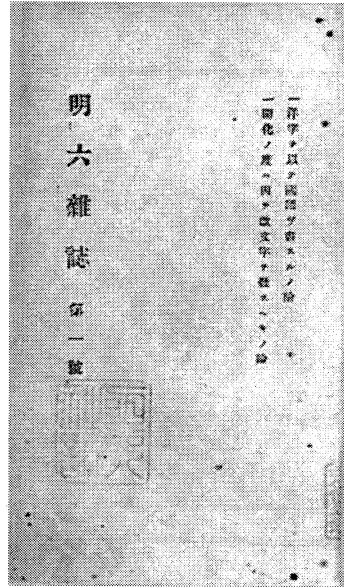 一洋字ヲ以テ國語ヲ書スルノ論
一開化ノ度ニ因テ改文字ヲ發スヘキノ論
明六雜誌 第一號